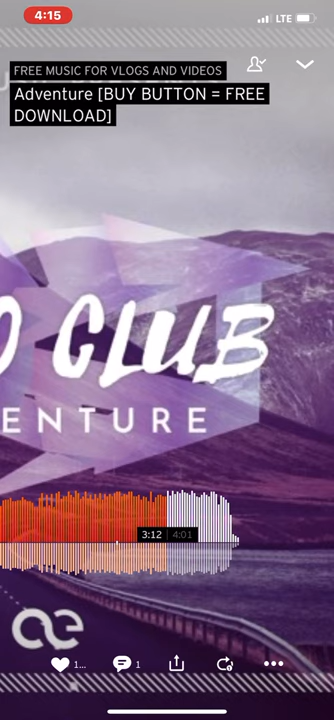 4:15
LTE
FREE MUSIC FOR VLOGS AND VIDEOS
Adventure [BUY BUTTON = FREE
DOWNLOAD]
O CLUB
ENTURE
3:12 | 4:01
1... 1